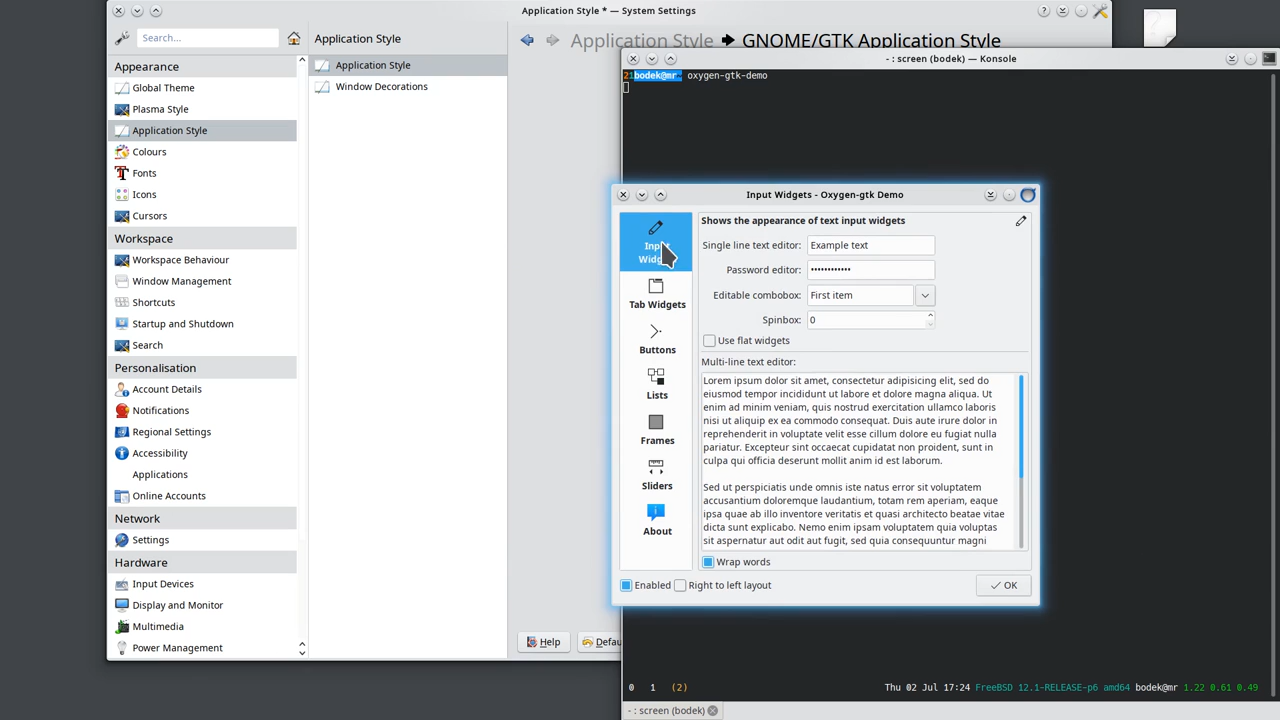 Application Style * — System Settings
Search...
Application Style
Application Style
GNOME/GTK Application Style
Appearance
Global Theme
Plasma Style
Application Style
Colours
Fonts
Icons
Cursors
Workspace
Workspace Behaviour
Window Management
Shortcuts
Startup and Shutdown
Search
Personalisation
Account Details
Notifications
Regional Settings
Accessibility
Applications
Online Accounts
Network
Settings
Hardware
Input Devices
Display and Monitor
Multimedia
Power Management
Application Style
Window Decorations
Help
- : screen (bodek) — Konsole
21bodek@mr~ oxygen-gtk-demo
Input Widgets - Oxygen-gtk Demo
Tab Widgets
Buttons
Lists
Frames
Sliders
About
Shows the appearance of text input widgets
Single line text editor: Example text
Password editor: ••••••••••••
Editable combobox: First item
Spinbox: 0
Use flat widgets
Multi-line text editor:
Lorem ipsum dolor sit amet, consectetur adipisicing elit, sed do
eiusmod tempor incididunt ut labore et dolore magna aliqua. Ut
enim ad minim veniam, quis nostrud exercitation ullamco laboris
nisi ut aliquip ex ea commodo consequat. Duis aute irure dolor in
reprehenderit in voluptate velit esse cillum dolore eu fugiat nulla
pariatur. Excepteur sint occaecat cupidatat non proident, sunt in
culpa qui officia deserunt mollit anim id est laborum.
Sed ut perspiciatis unde omnis iste natus error sit voluptatem
accusantium doloremque laudantium, totam rem aperiam, eaque
ipsa quae ab illo inventore veritatis et quasi architecto beatae vitae
dicta sunt explicabo. Nemo enim ipsam voluptatem quia voluptas
sit aspernatur aut odit aut fugit, sed quia consequuntur magni
Wrap words
Enabled
Right to left layout
OK
0 1 (2)
Thu 02 Jul 17:24 FreeBSD 12.1-RELEASE-p6 amd64 bodek@mr 1.22 0.61 0.49
- : screen (bodek)